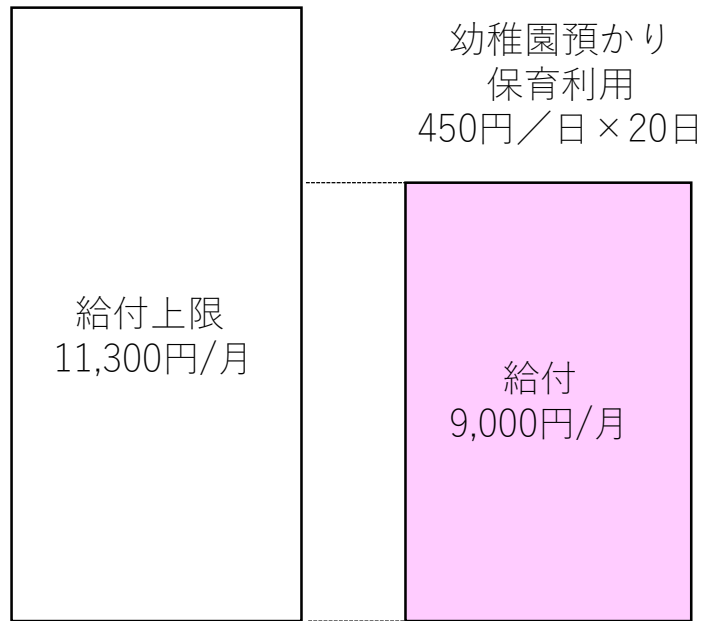 幼稚園預かり
保育利用
450円／日×20日
給付上限
11,300円/月
給付
9,000円/月